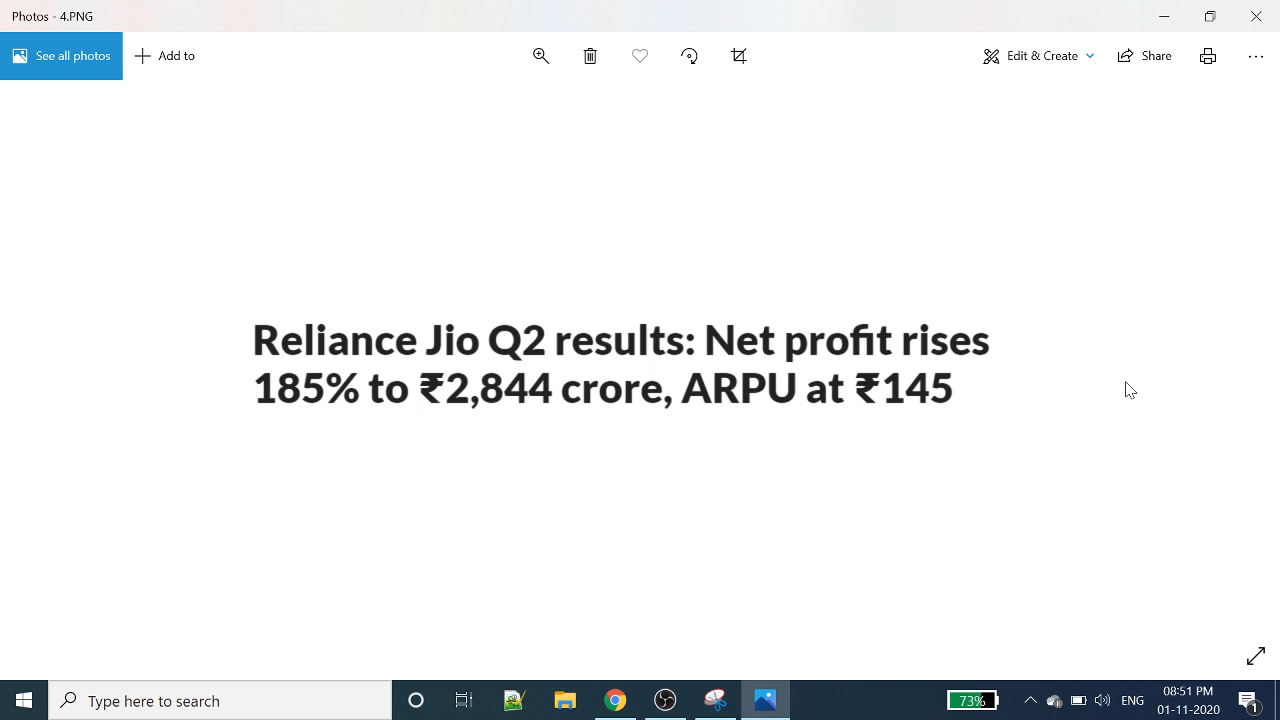 Photos - 4.PNG
See all photos
Add to
Edit & Create
Share
Reliance Jio Q2 results: Net profit rises
185% to ₹2,844 crore, ARPU at ₹145
Type here to search
73%
ENG
08:51 PM
01-11-2020
1